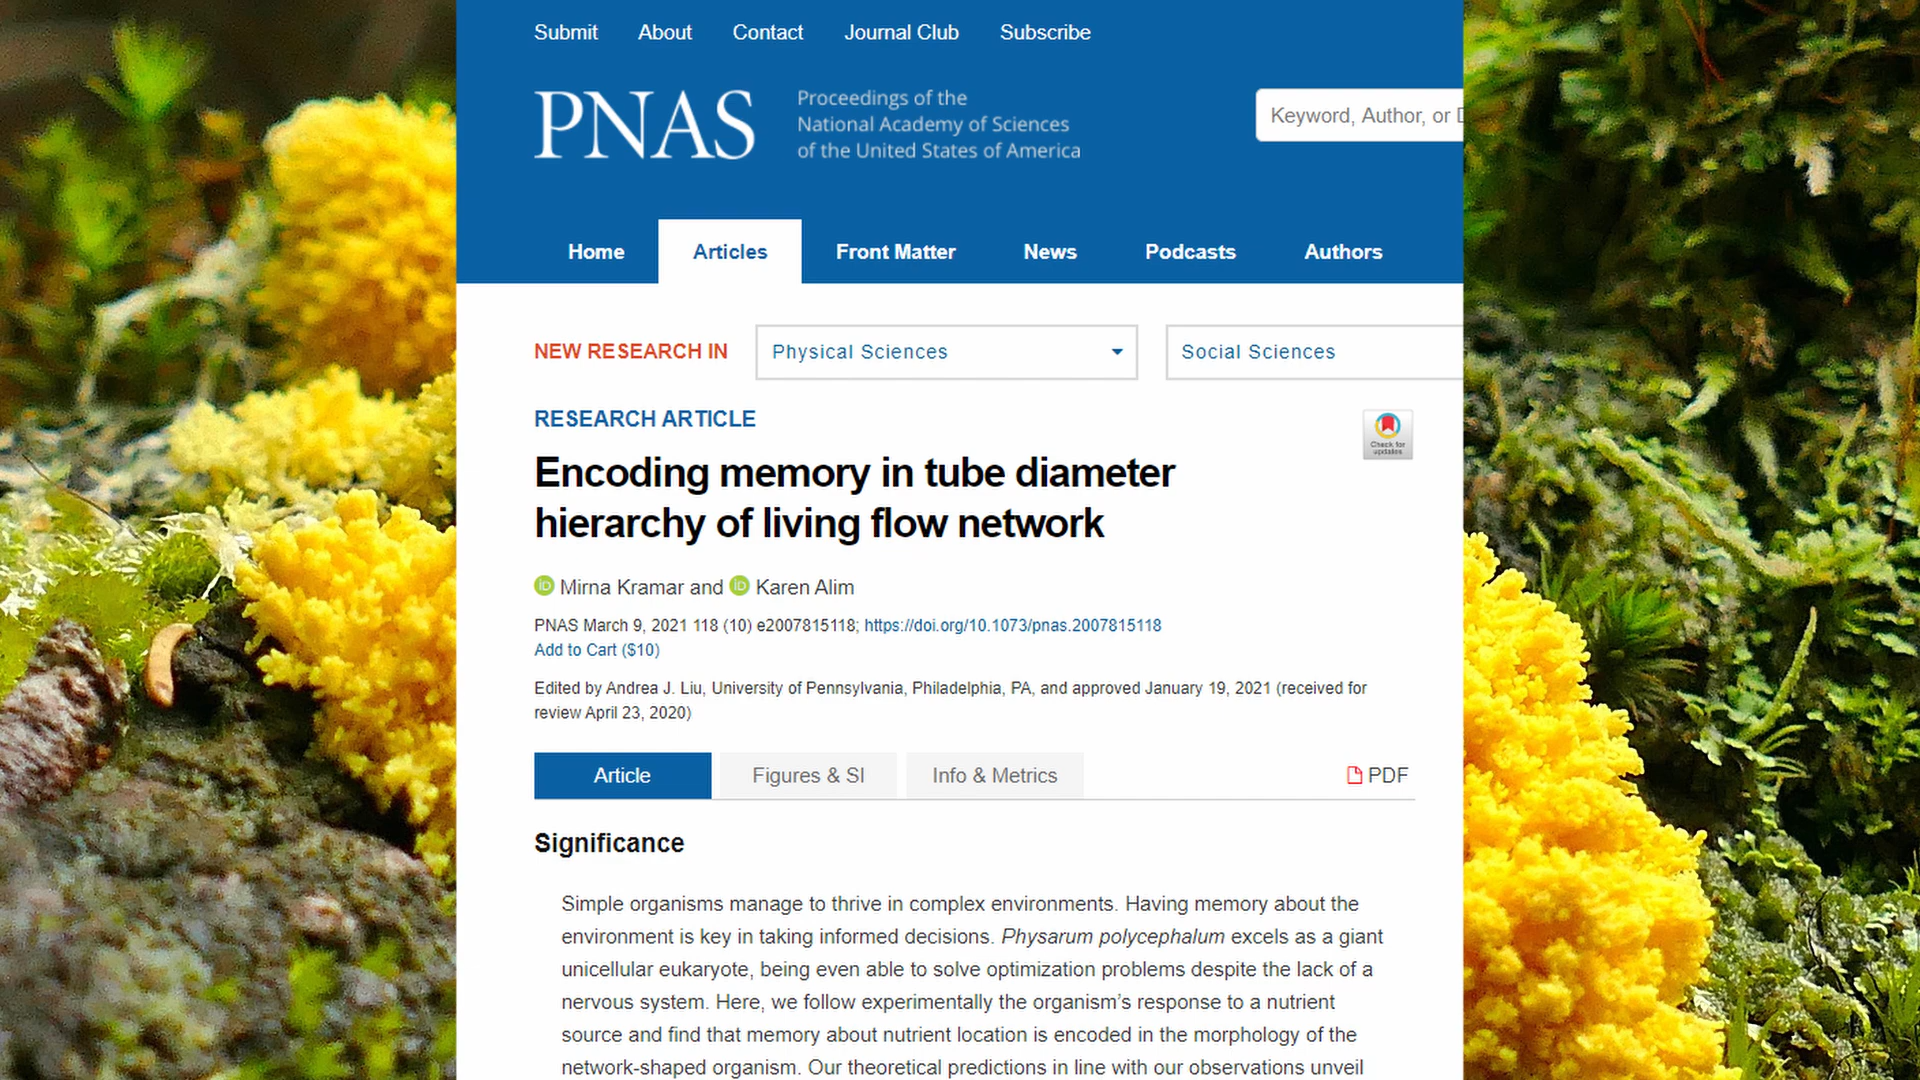 Submit About Contact Journal Club Subscribe
PNAS
Proceedings of the
National Academy of Sciences
of the United States of America
Keyword, Author, or
Home Articles Front Matter News Podcasts Authors
NEW RESEARCH IN Physical Sciences Social Sciences
RESEARCH ARTICLE
Check for
updates
Encoding memory in tube diameter
hierarchy of living flow network
iD Mirna Kramar and iD Karen Alim
PNAS March 9, 2021 118 (10) e2007815118; https://doi.org/10.1073/pnas.2007815118
Add to Cart ($10)
Edited by Andrea J. Liu, University of Pennsylvania, Philadelphia, PA, and approved January 19, 2021 (received for
review April 23, 2020)
Article Figures & SI Info & Metrics PDF
Significance
Simple organisms manage to thrive in complex environments. Having memory about the
environment is key in taking informed decisions. Physarum polycephalum excels as a giant
unicellular eukaryote, being even able to solve optimization problems despite the lack of a
nervous system. Here, we follow experimentally the organism’s response to a nutrient
source and find that memory about nutrient location is encoded in the morphology of the
network-shaped organism. Our theoretical predictions in line with our observations unveil